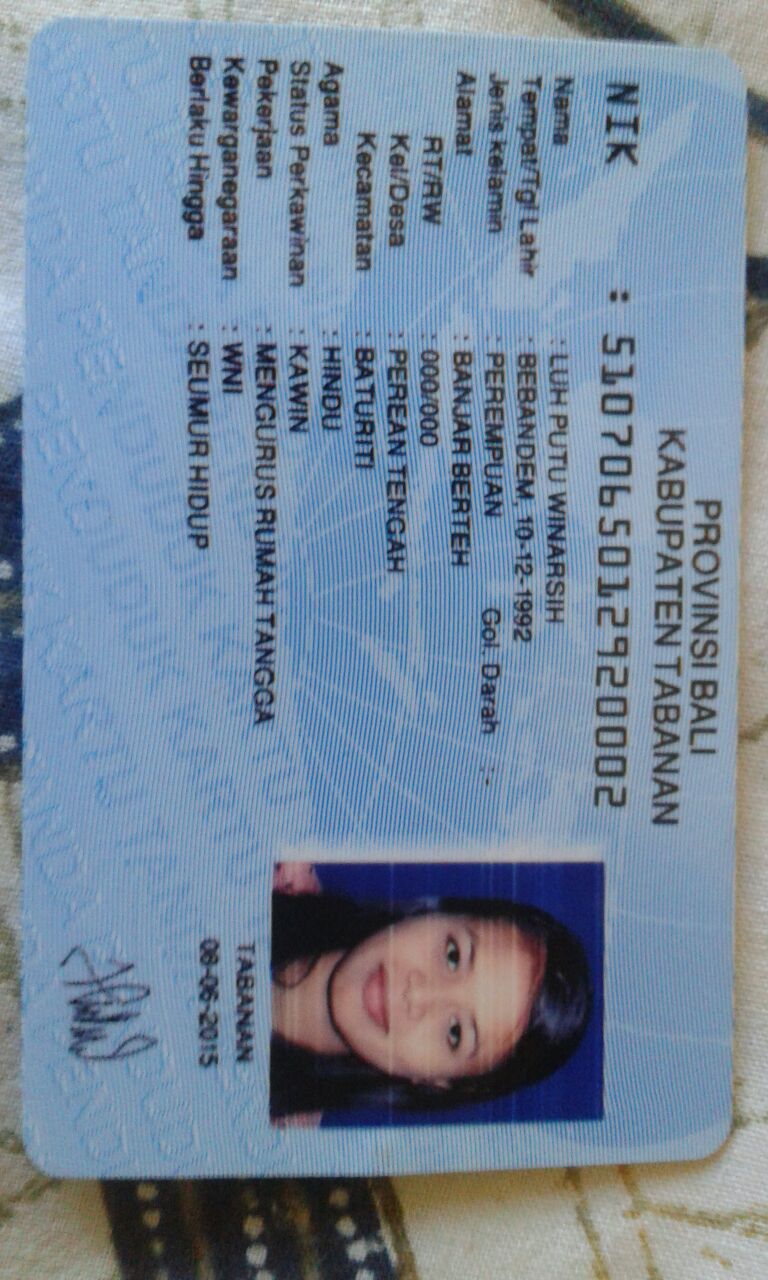 PROVINSI BALI
KABUPATEN TABANAN
NIK : 5107065012920002
Nama : LUH PUTU WINARSIH
Tempat/Tgl Lahir : BEBANDEM, 10-12-1992
Jenis kelamin : PEREMPUAN Gol. Darah :-
Alamat : BANJAR BERTEH
RT/RW : 000/000
Kel/Desa : PEREAN TENGAH
Kecamatan : BATURITI
Agama : HINDU
Status Perkawinan : KAWIN
Pekerjaan : MENGURUS RUMAH TANGGA
Kewarganegaraan : WNI
Berlaku Hingga : SEUMUR HIDUP
TABANAN
08-06-2015